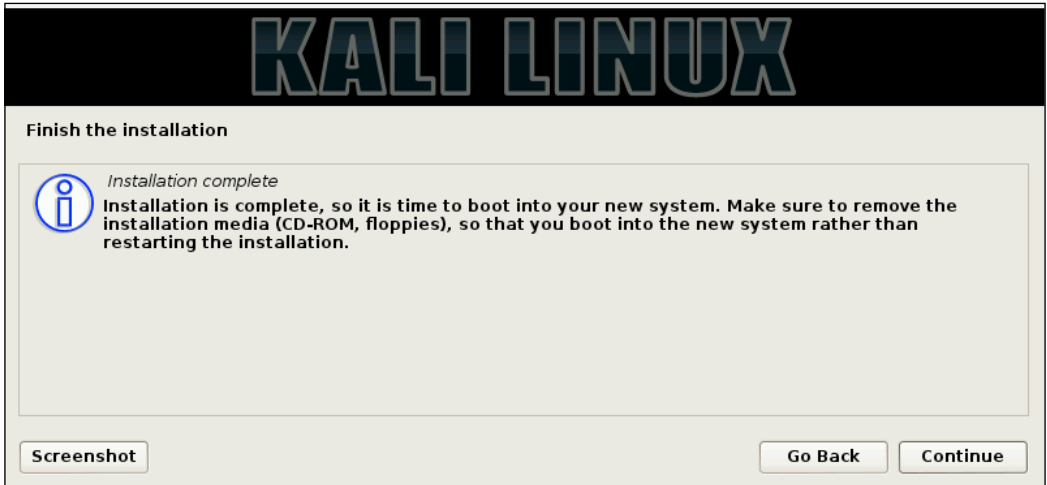 KALI LINUX
Finish the installation
Installation complete
Installation is complete, so it is time to boot into your new system. Make sure to remove the
installation media (CD-ROM, floppies), so that you boot into the new system rather than
restarting the installation.
Screenshot
Go Back
Continue